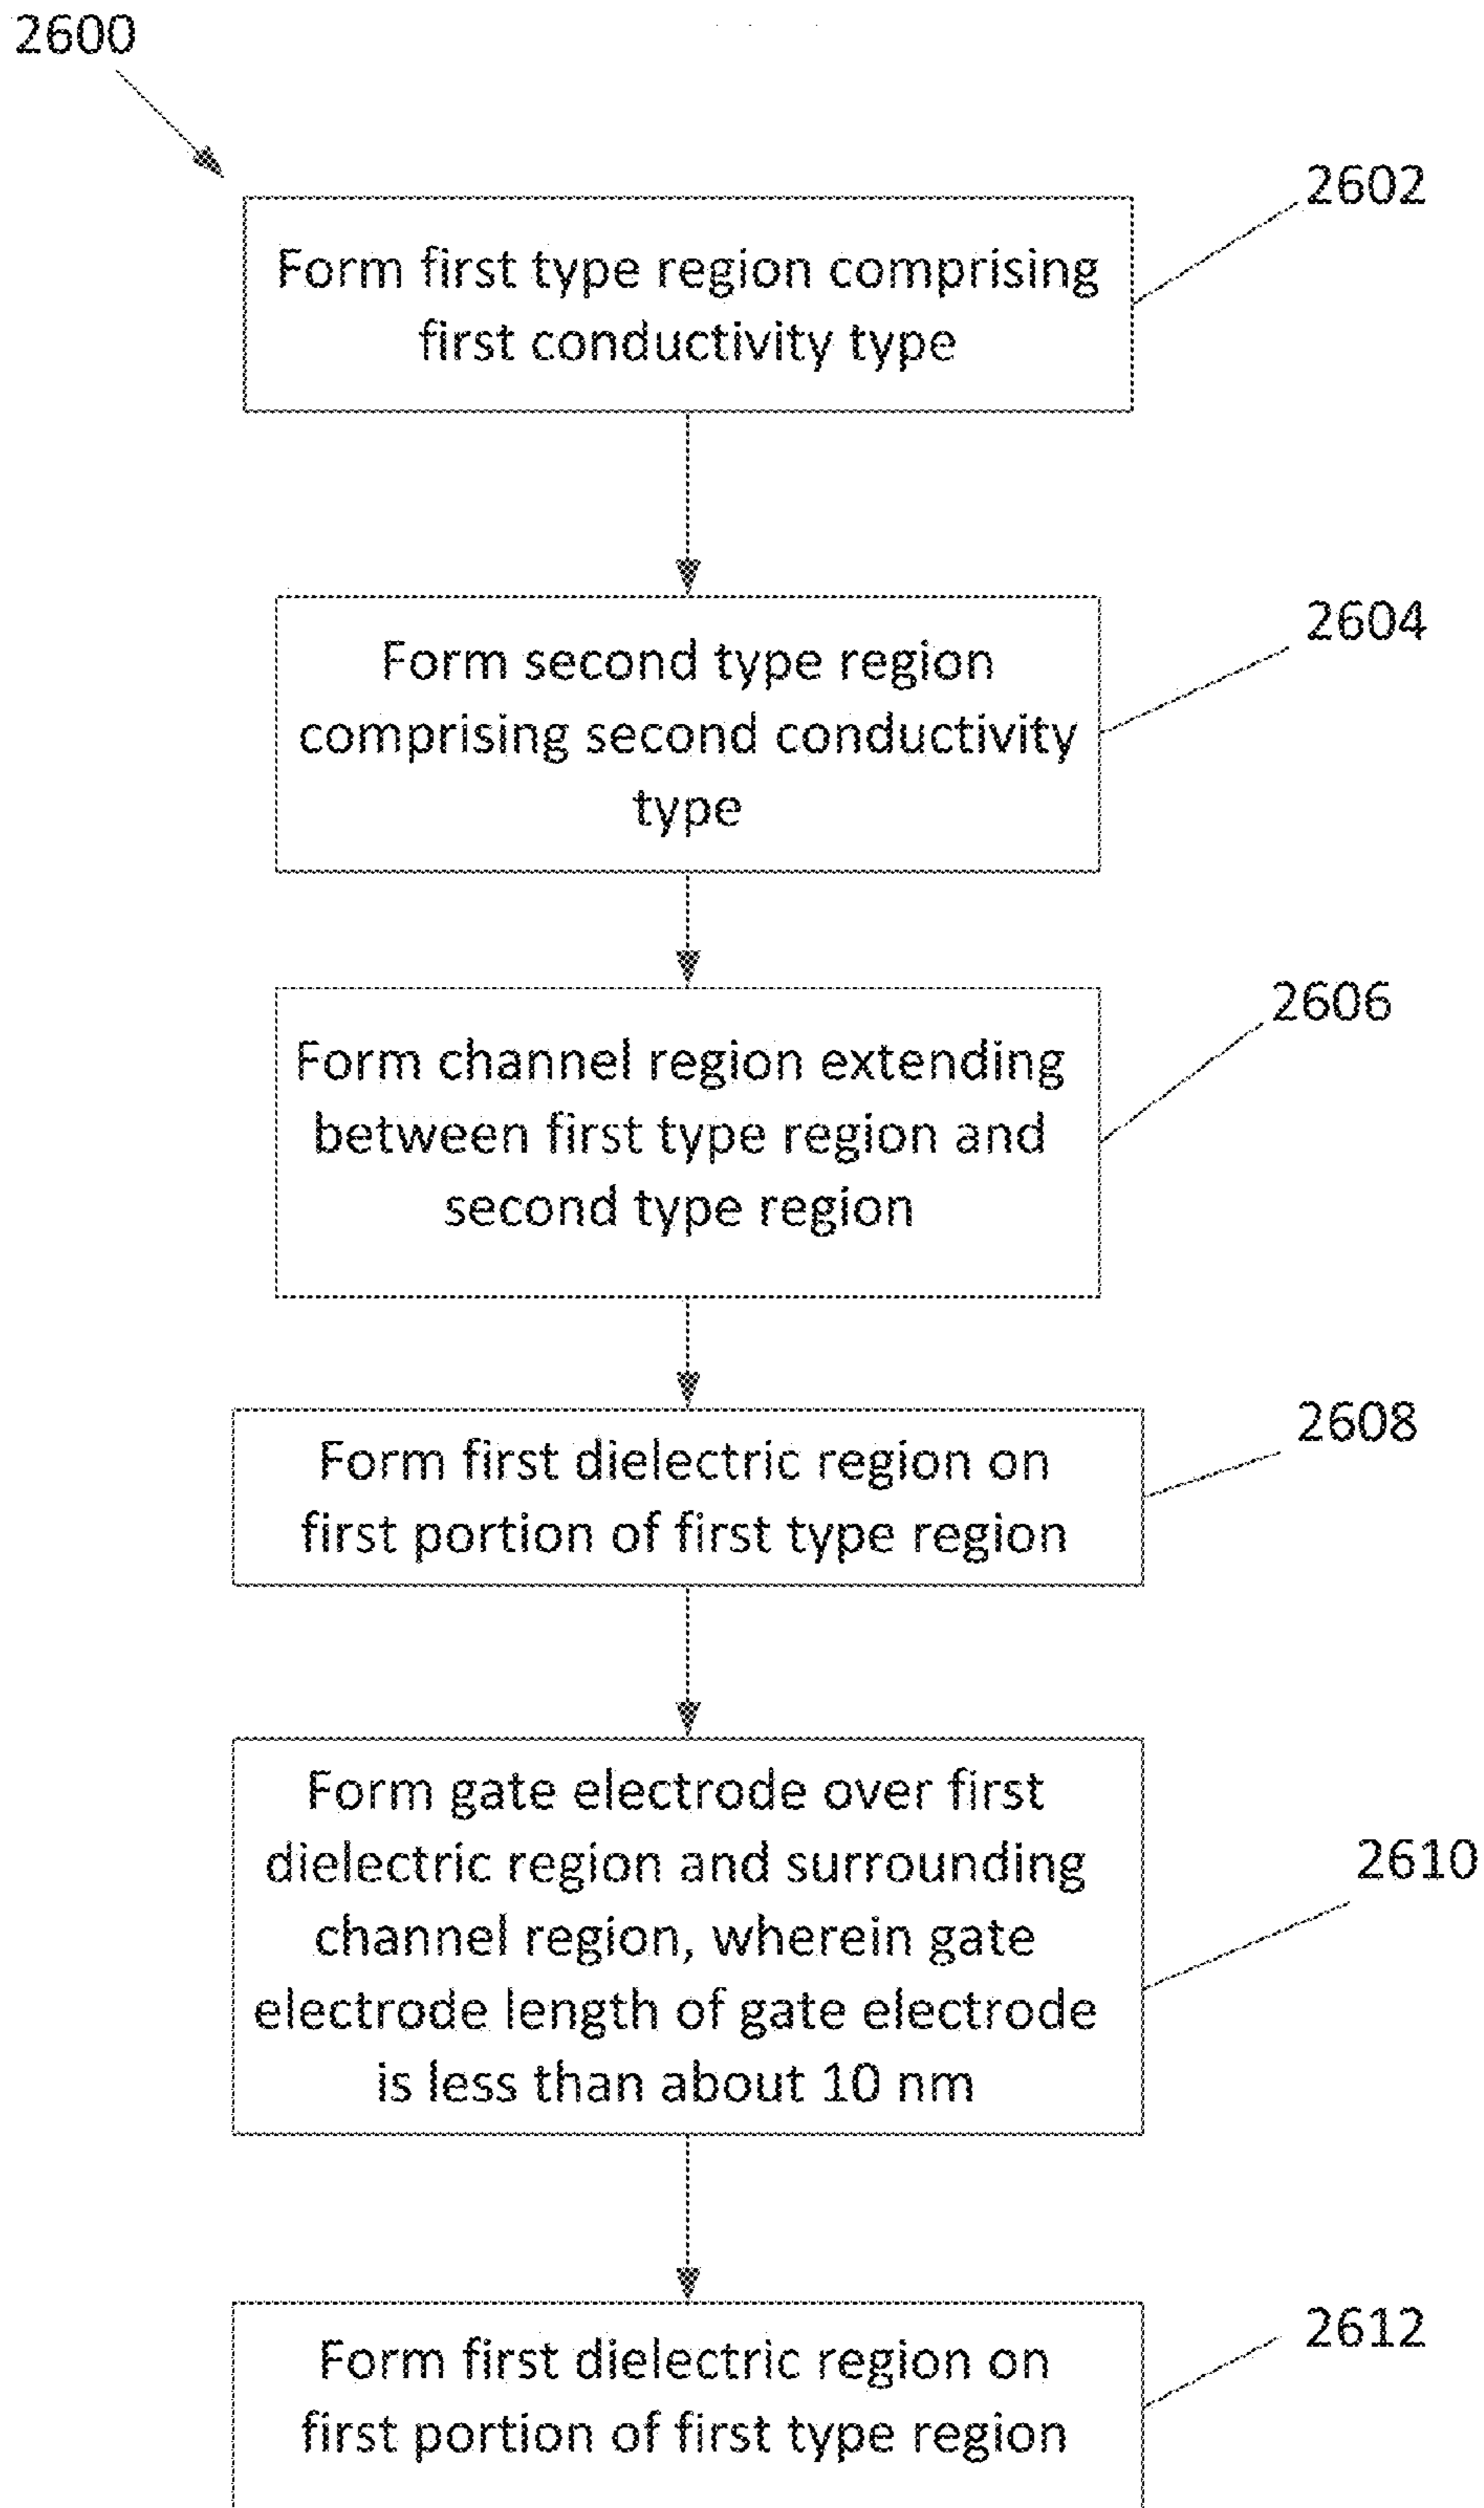 2600
2602
Form first type region comprising
first conductivity type
2604
Form second type region
comprising second conductivity
type
2606
Form channel region extending
between first type region and
second type region
2608
Form first dielectric region on
first portion of first type region
Form gate electrode over first
dielectric region and surrounding
2610
channel region, wherein gate
electrode length of gate electrode
is less than about 10 nm
2612
Form first dielectric region on
first portion of first type region